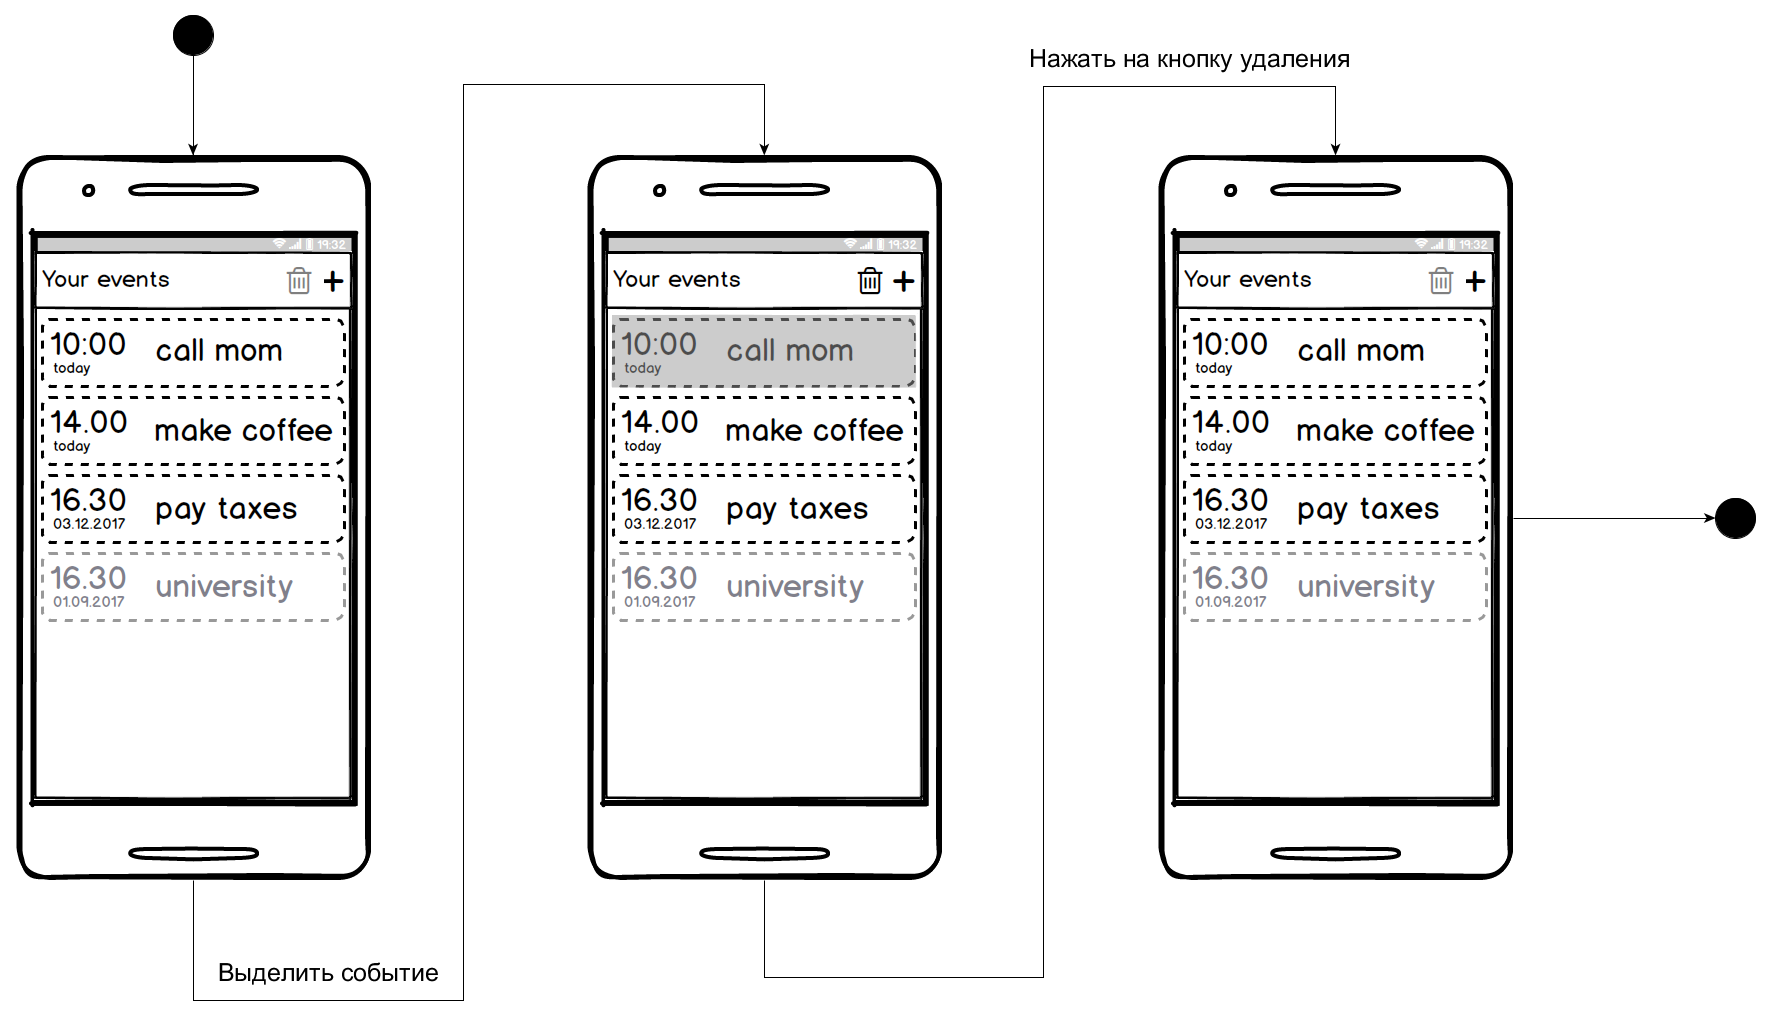 Нажать на кнопку удаления
19:32
Your events
10:00 call mom
today
14.00 make coffee
today
16.30 pay taxes
03.12.2017
16.30 university
01.09.2017
Выделить событие
19:32
Your events
10:00 call mom
today
14.00 make coffee
today
16.30 pay taxes
03.12.2017
16.30 university
01.09.2017
19:32
Your events
10:00 call mom
today
14.00 make coffee
today
16.30 pay taxes
03.12.2017
16.30 university
01.09.2017